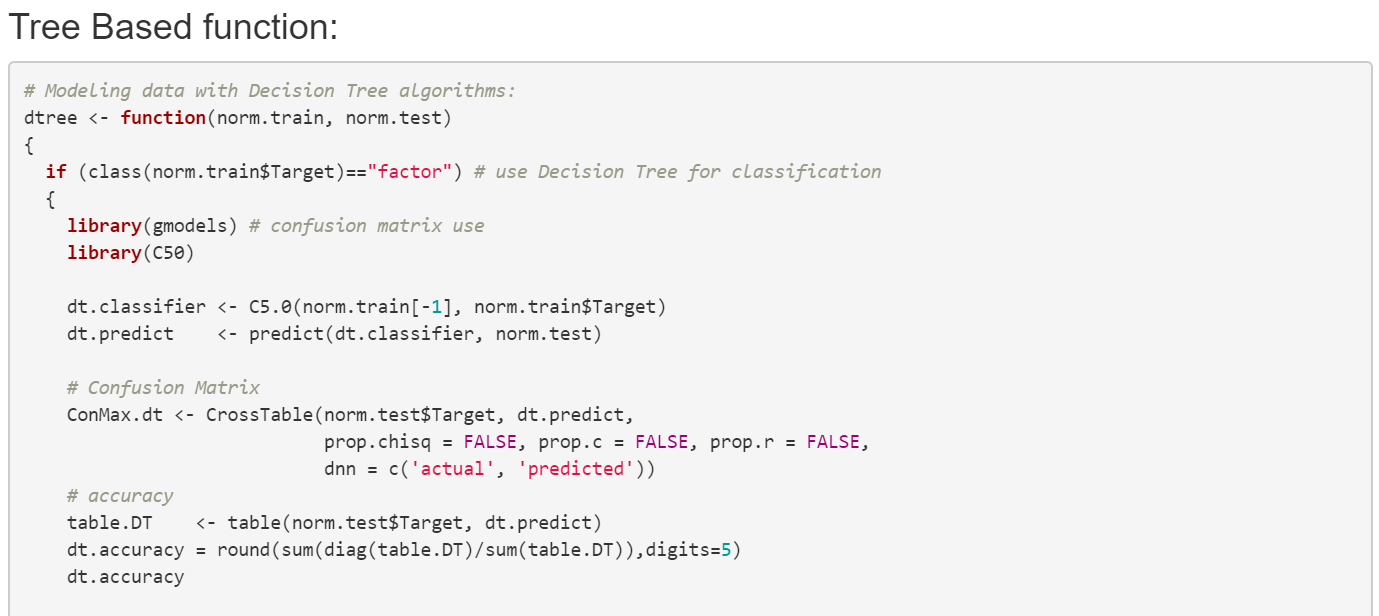 Tree Based function:
# Modeling data with Decision Tree algorithms:
dtree <- function(norm.train, norm.test)
{
  if (class(norm.train$Target)=="factor") # use Decision Tree for classification
  {
    library(gmodels) # confusion matrix use
    library(C50)

    dt.classifier <- C5.0(norm.train[-1], norm.train$Target)
    dt.predict    <- predict(dt.classifier, norm.test)

    # Confusion Matrix
    ConMax.dt <- CrossTable(norm.test$Target, dt.predict,
                            prop.chisq = FALSE, prop.c = FALSE, prop.r = FALSE,
                            dnn = c('actual', 'predicted'))
    # accuracy
    table.DT    <- table(norm.test$Target, dt.predict)
    dt.accuracy = round(sum(diag(table.DT)/sum(table.DT)),digits=5)
    dt.accuracy